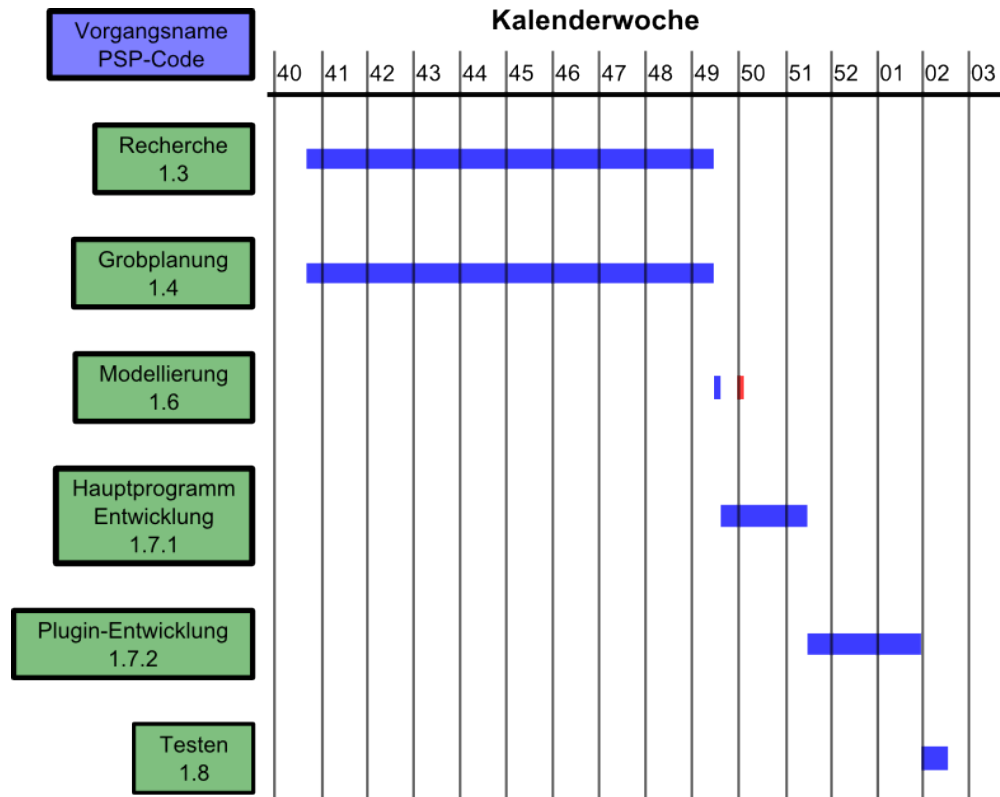 Kalenderwoche
Vorgangsname
PSP-Code
40 41 42 43 44 45 46 47 48 49 50 51 52 01 02 03
Recherche
1.3
Grobplanung
1.4
Modellierung
1.6
Hauptprogramm
Entwicklung
1.7.1
Plugin-Entwicklung
1.7.2
Testen
1.8